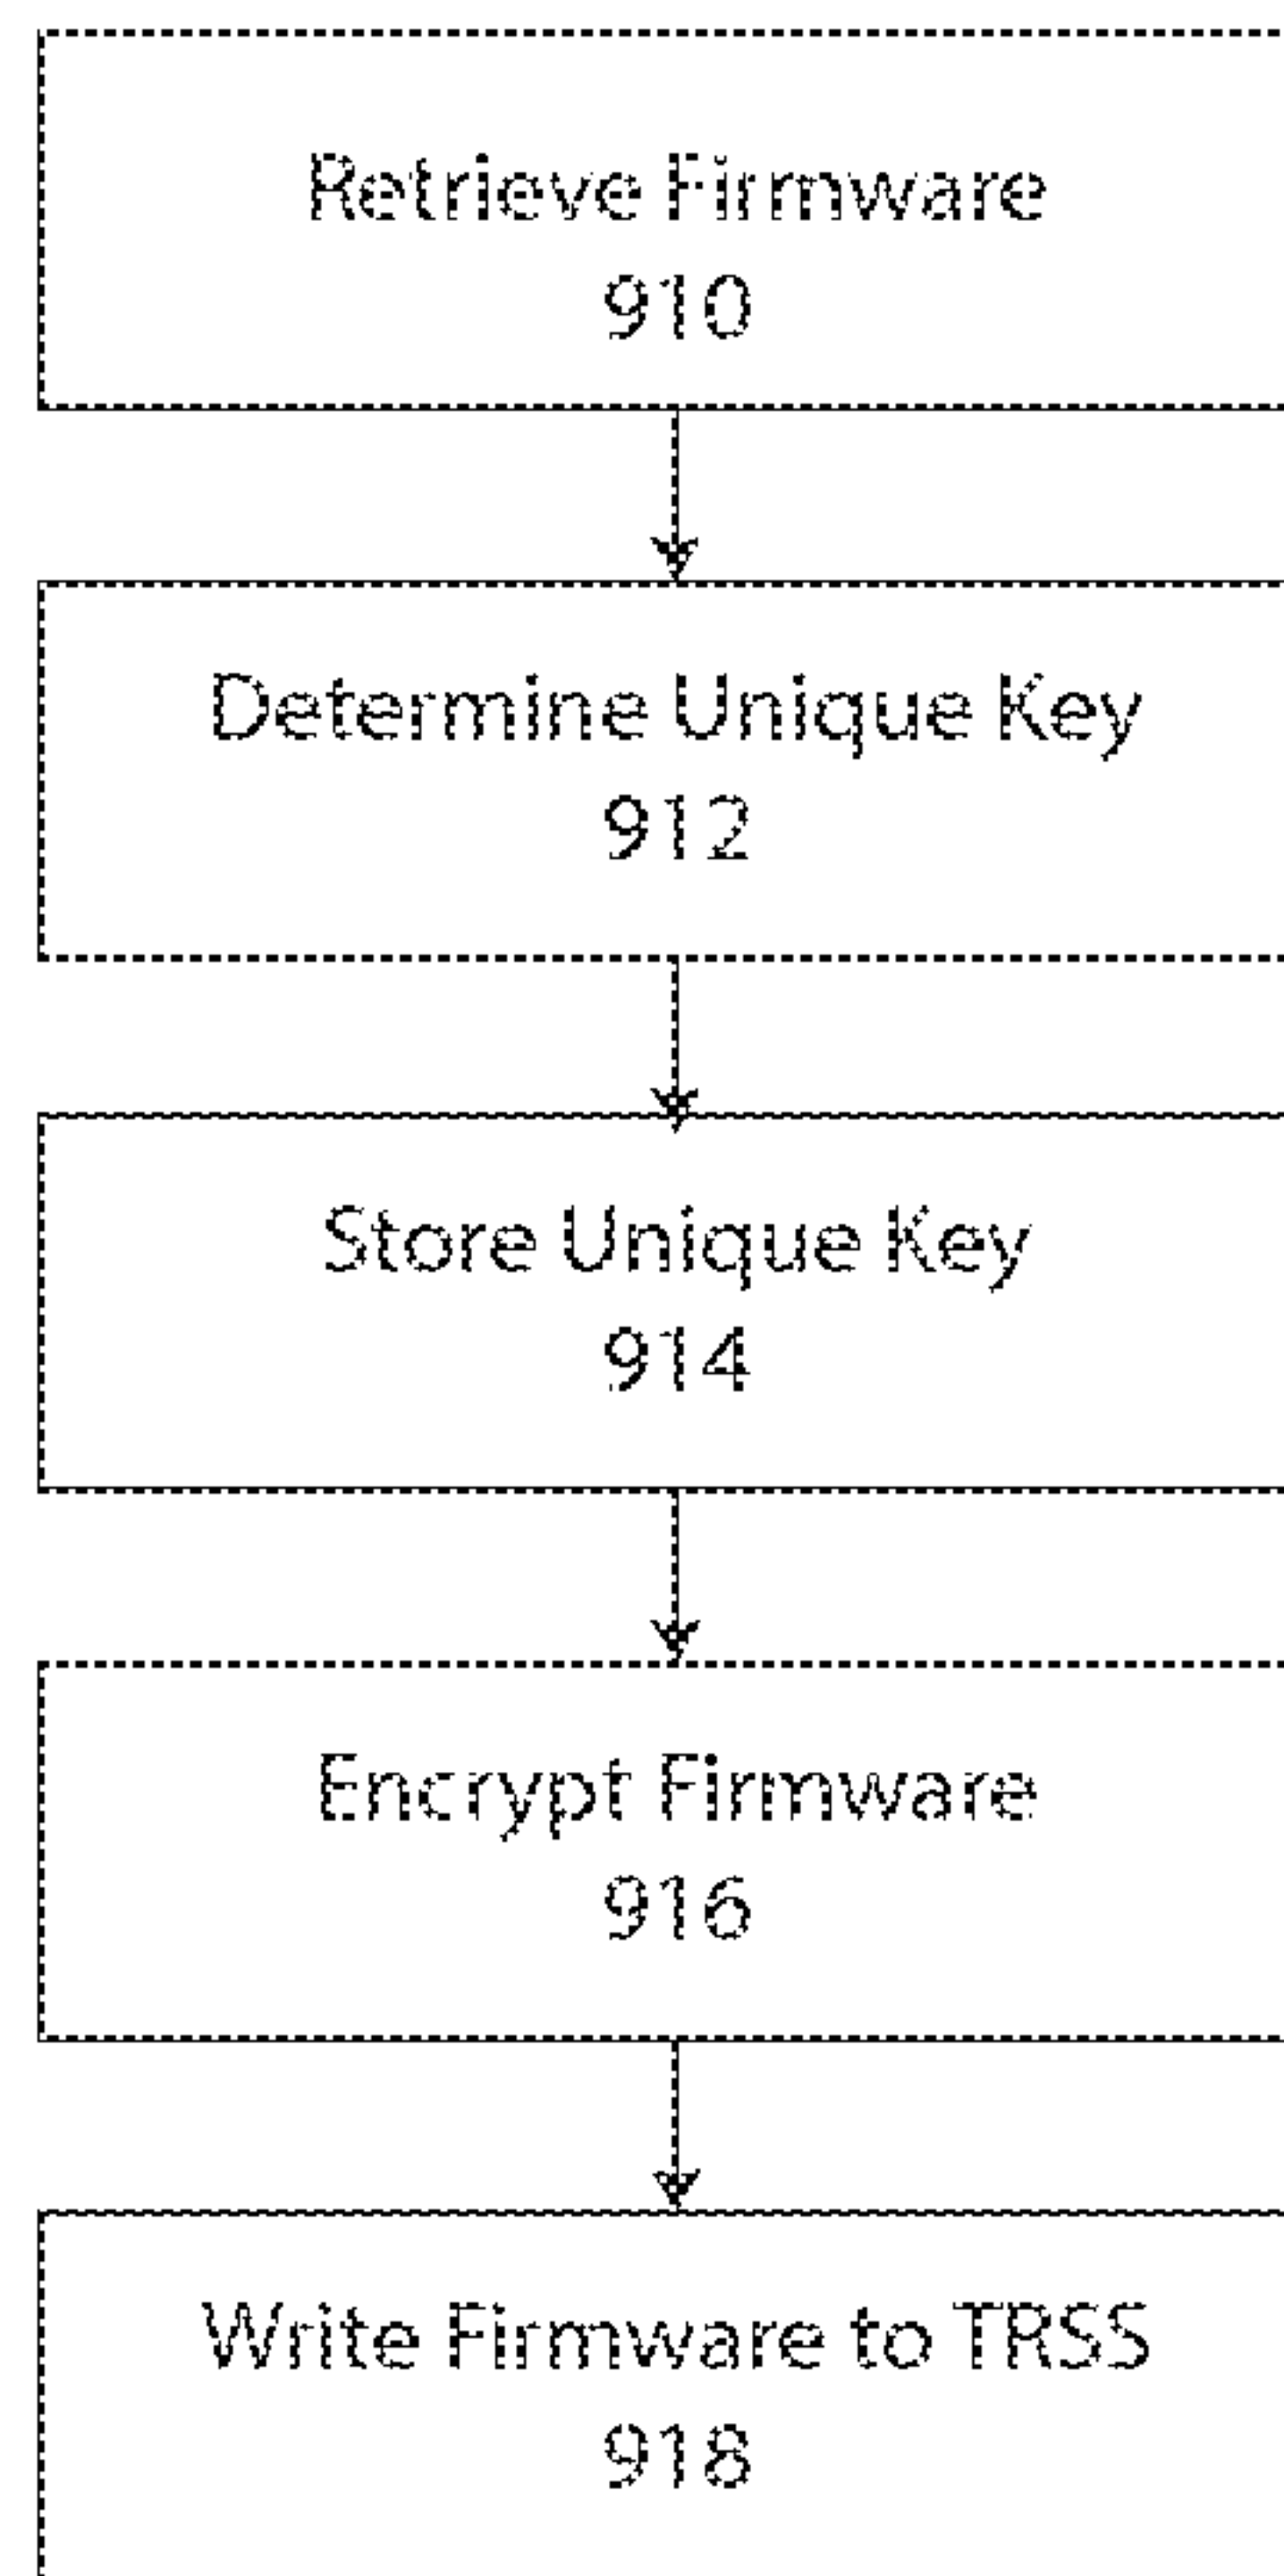 Retrieve Firmware
910
Determine Unique Key
912
Store Unique Key
914
Encrypt Firmware
916
Write Firmware to TRSS
918